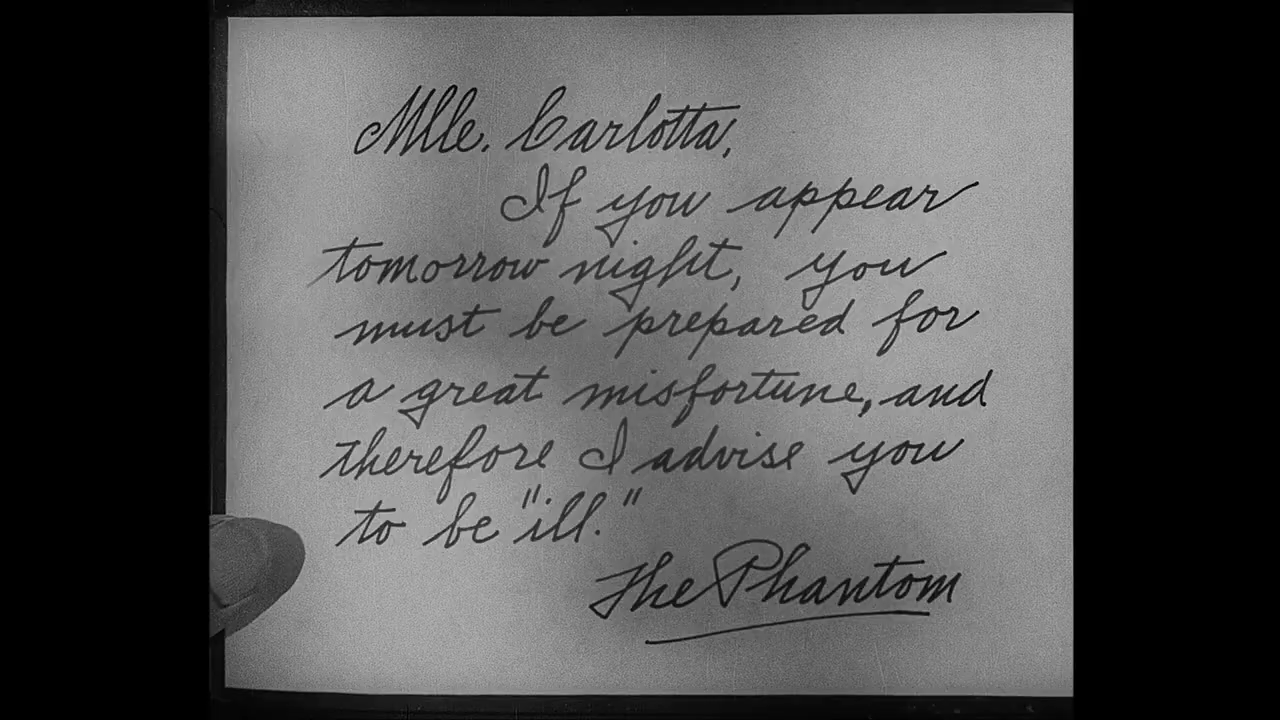 Mlle. Carlotta,
If you appear
tomorrow night, you
must be prepared for
a great misfortune, and
therefore I advise you
to be "ill."
The Phantom